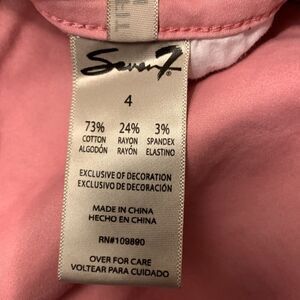 Seven7®
4
73% 24% 3%
COTTON RAYON SPANDEX
ALGODÓN RAYÓN ELASTINO
EXCLUSIVE OF DECORATION
EXCLUSIVO DE DECORACIÓN
MADE IN CHINA
HECHO EN CHINA
RN#109890
OVER FOR CARE
VOLTEAR PARA CUIDADO